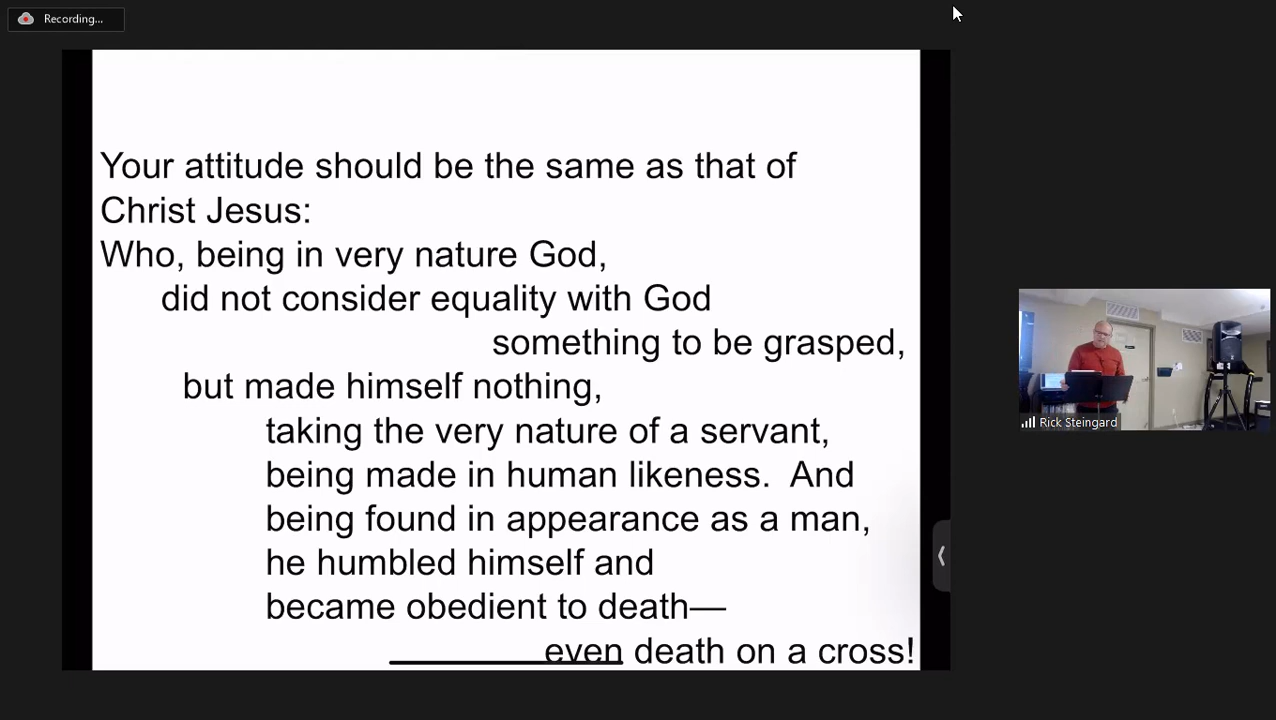 Recording...
Your attitude should be the same as that of
Christ Jesus:
Who, being in very nature God,
did not consider equality with God
something to be grasped,
but made himself nothing,
taking the very nature of a servant,
being made in human likeness.  And
being found in appearance as a man,
he humbled himself and
became obedient to death—
even death on a cross!
Rick Steingard